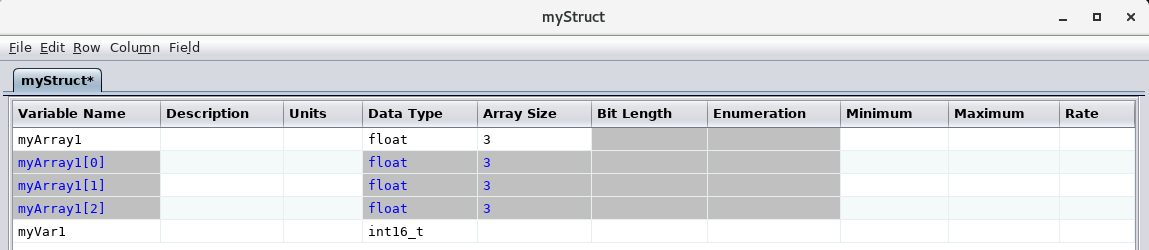 myStruct
File Edit Row Column Field
myStruct*
Variable Name Description Units Data Type Array Size Bit Length Enumeration Minimum Maximum Rate
myArray1 float 3
myArray1[0] float 3
myArray1[1] float 3
myArray1[2] float 3
myVar1 int16_t